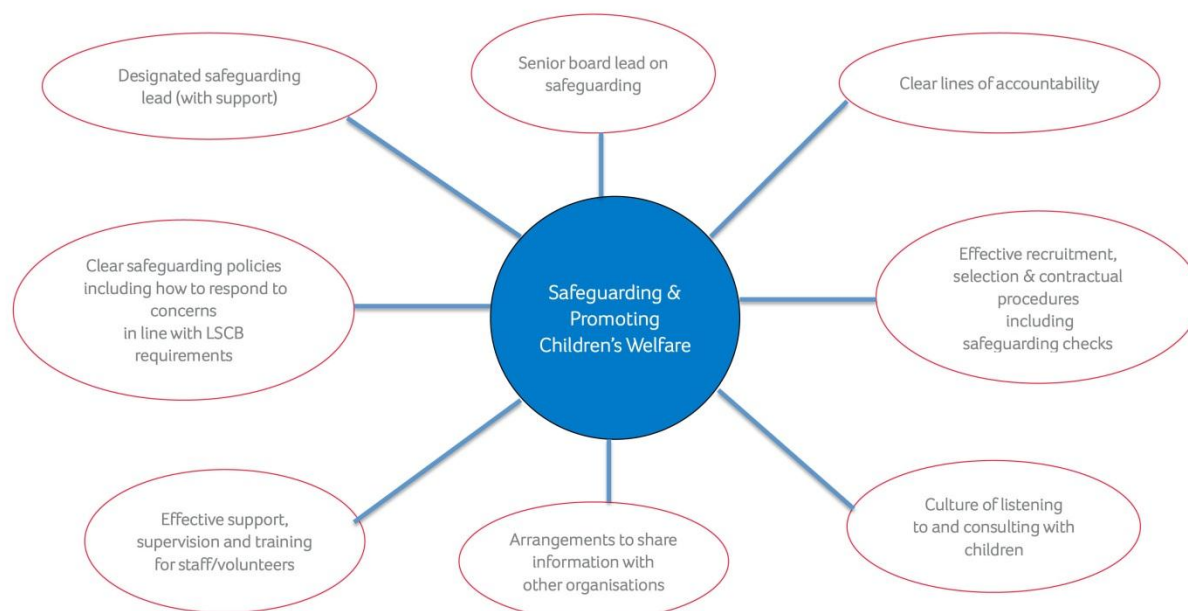 Designated safeguarding
lead (with support)
Senior board lead on
safeguarding
Clear lines of accountability
Clear safeguarding policies
including how to respond to
concerns
in line with LSCB
requirements
Safeguarding &
Promoting
Children's Welfare
Effective recruitment,
selection & contractual
procedures
including
safeguarding checks
Effective support,
supervision and training
for staff/volunteers
Arrangements to share
information with
other organisations
Culture of listening
to and consulting with
children